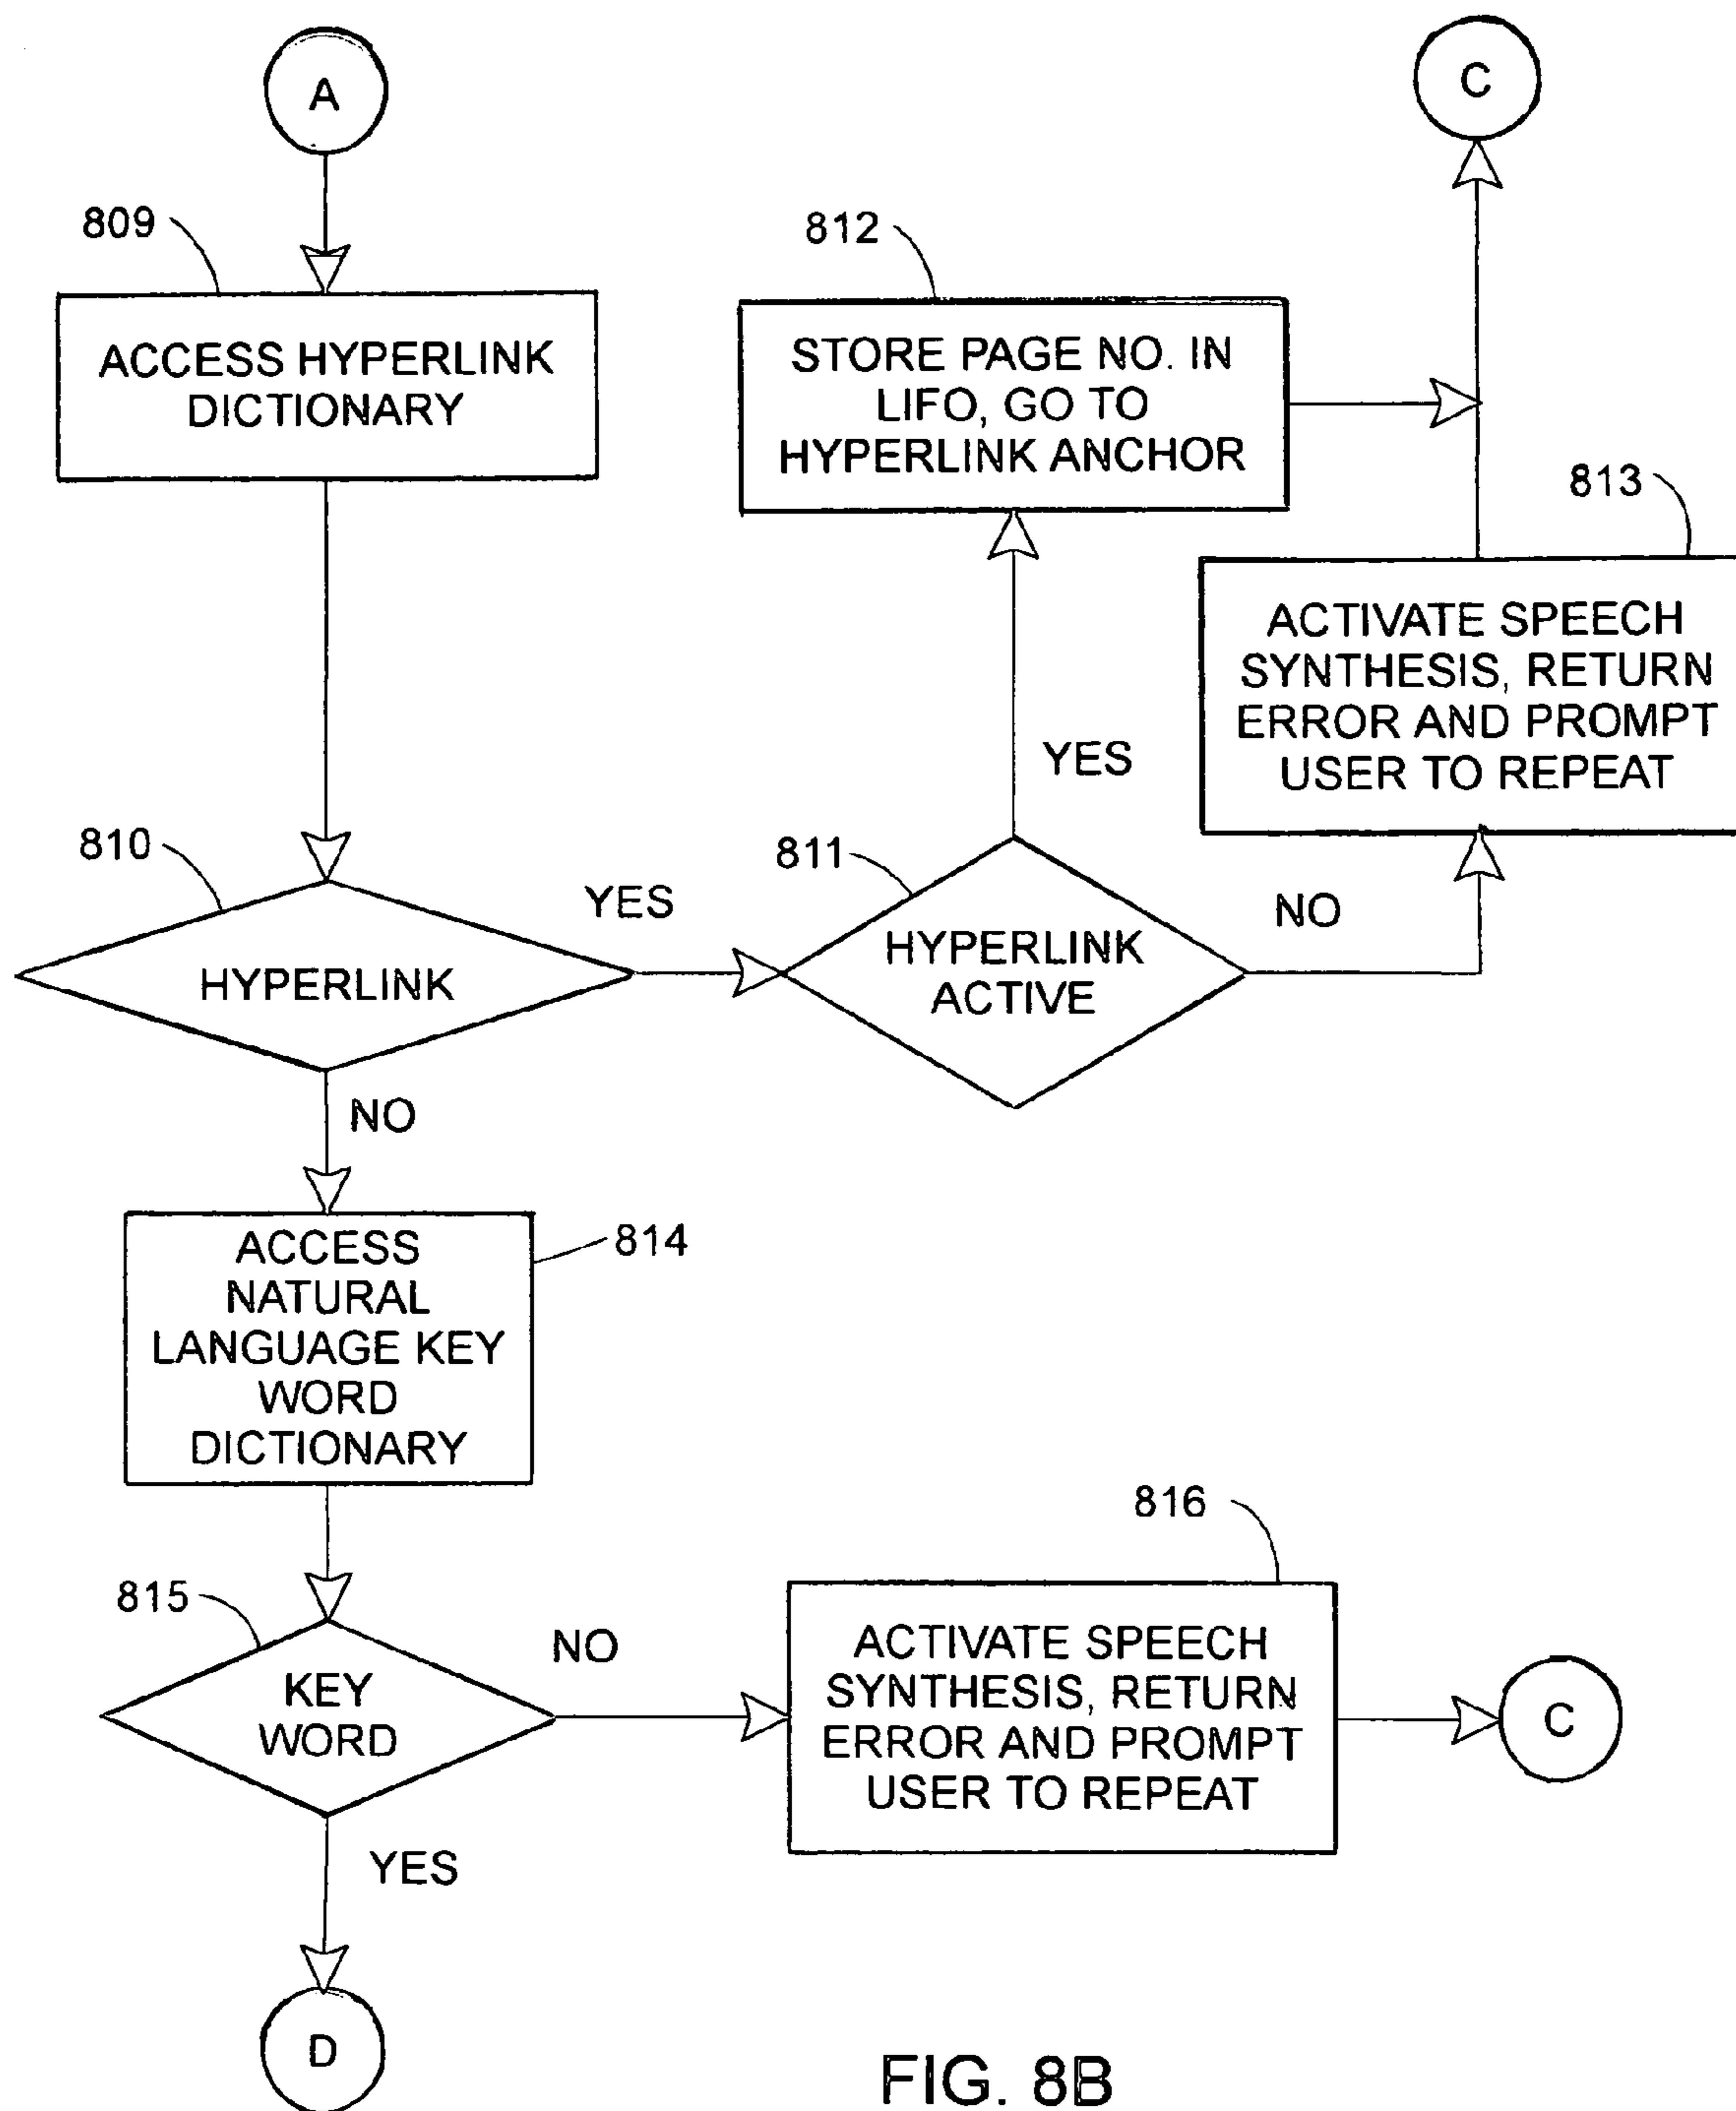 A
C
809
ACCESS HYPERLINK
DICTIONARY
812
STORE PAGE NO. IN
LIFO, GO TO
HYPERLINK ANCHOR
813
ACTIVATE SPEECH
SYNTHESIS, RETURN
ERROR AND PROMPT
USER TO REPEAT
YES
810
HYPERLINK
YES
811
HYPERLINK
ACTIVE
NO
NO
ACCESS
NATURAL
LANGUAGE KEY
WORD
DICTIONARY
814
815
KEY
WORD
NO
816
ACTIVATE SPEECH
SYNTHESIS, RETURN
ERROR AND PROMPT
USER TO REPEAT
C
YES
D
FIG. 8B